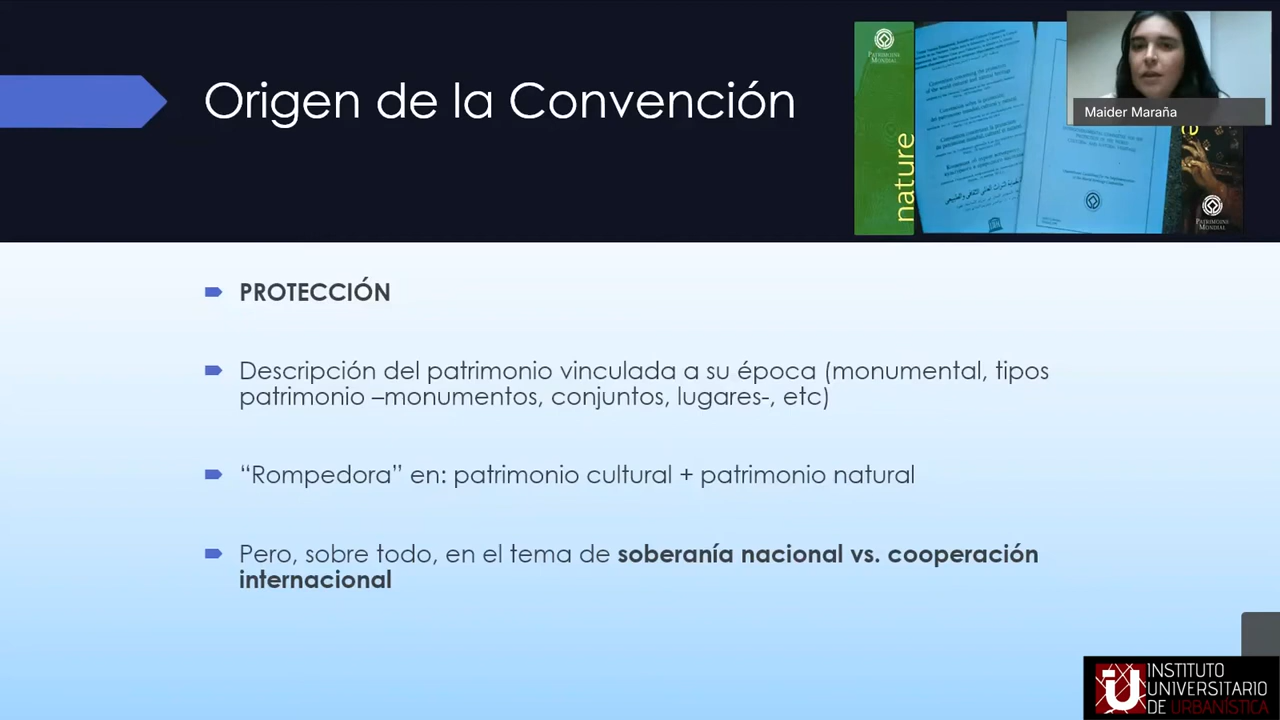 Origen de la Convención
PATRIMOINE
MONDIAL
nature
Maider Maraña
PATRIMOINE
MONDIAL
PROTECCIÓN
Descripción del patrimonio vinculada a su época (monumental, tipos
patrimonio –monumentos, conjuntos, lugares-, etc)
“Rompedora” en: patrimonio cultural + patrimonio natural
Pero, sobre todo, en el tema de soberanía nacional vs. cooperación
internacional
INSTITUTO
UNIVERSITARIO
DE URBANÍSTICA